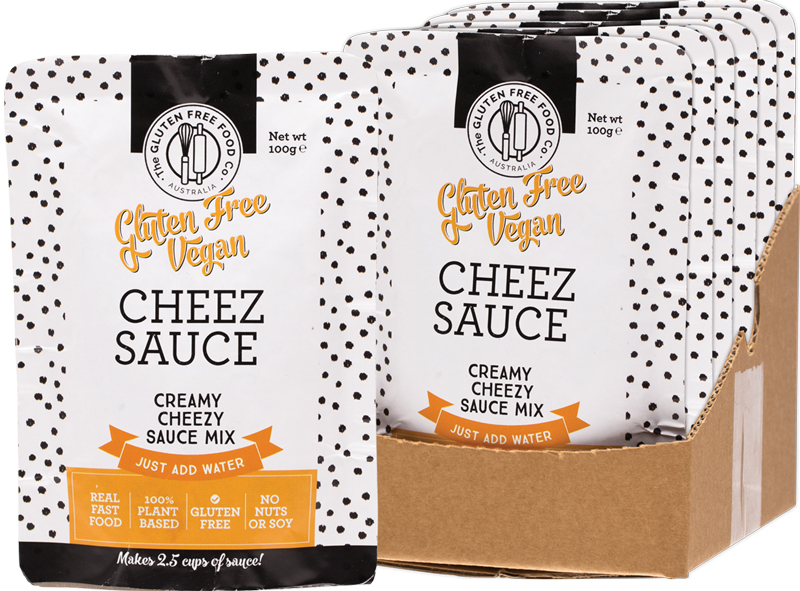 The GLUTEN FREE FOOD Co.
AUSTRALIA
Net wt
100g e
Gluten Free
Vegan
CHEEZ
SAUCE
CREAMY
CHEEZY
SAUCE MIX
JUST ADD WATER
REAL
FAST
FOOD
100%
PLANT
BASED
GLUTEN
FREE
NO
NUTS
OR SOY
Makes 2.5 cups of sauce!
The GLUTEN FREE FOOD Co.
AUSTRALIA
Net wt
100g e
Gluten Free
Vegan
CHEEZ
SAUCE
CREAMY
CHEEZY
SAUCE MIX
JUST ADD WATER